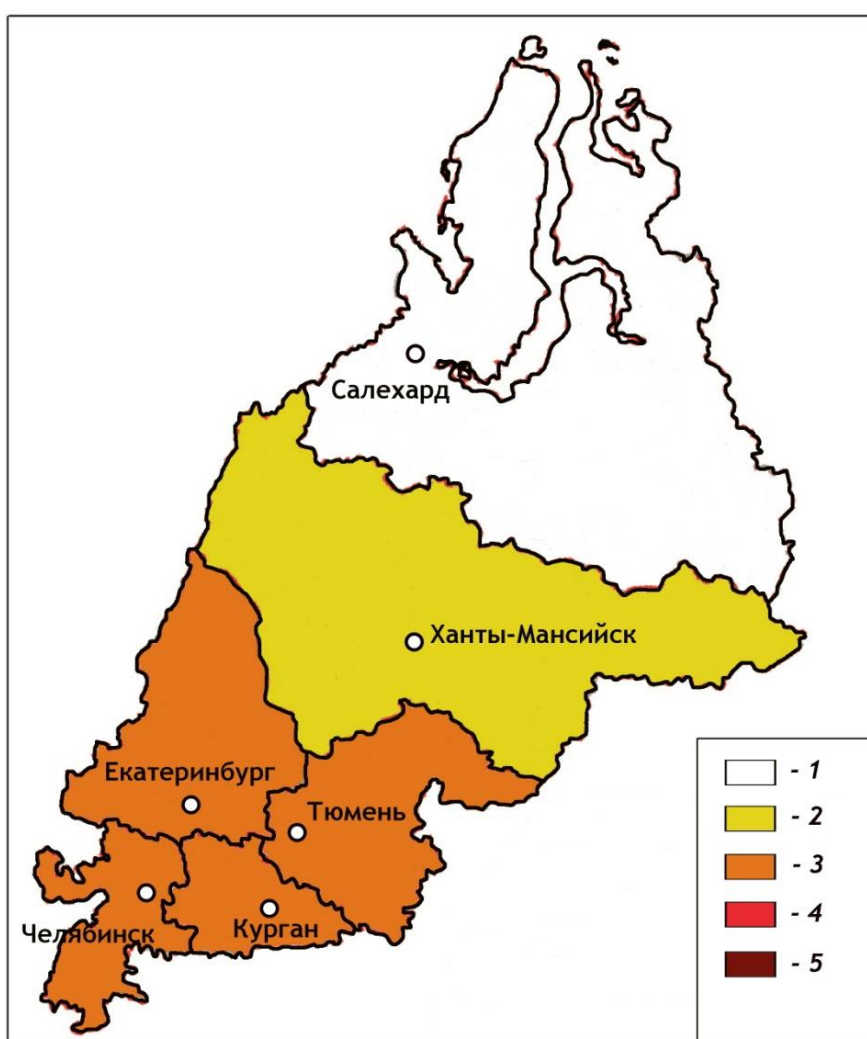 Салехард
Ханты-Мансийск
Екатеринбург
Тюмень
Челябинск
Курган
- 1
- 2
- 3
- 4
- 5